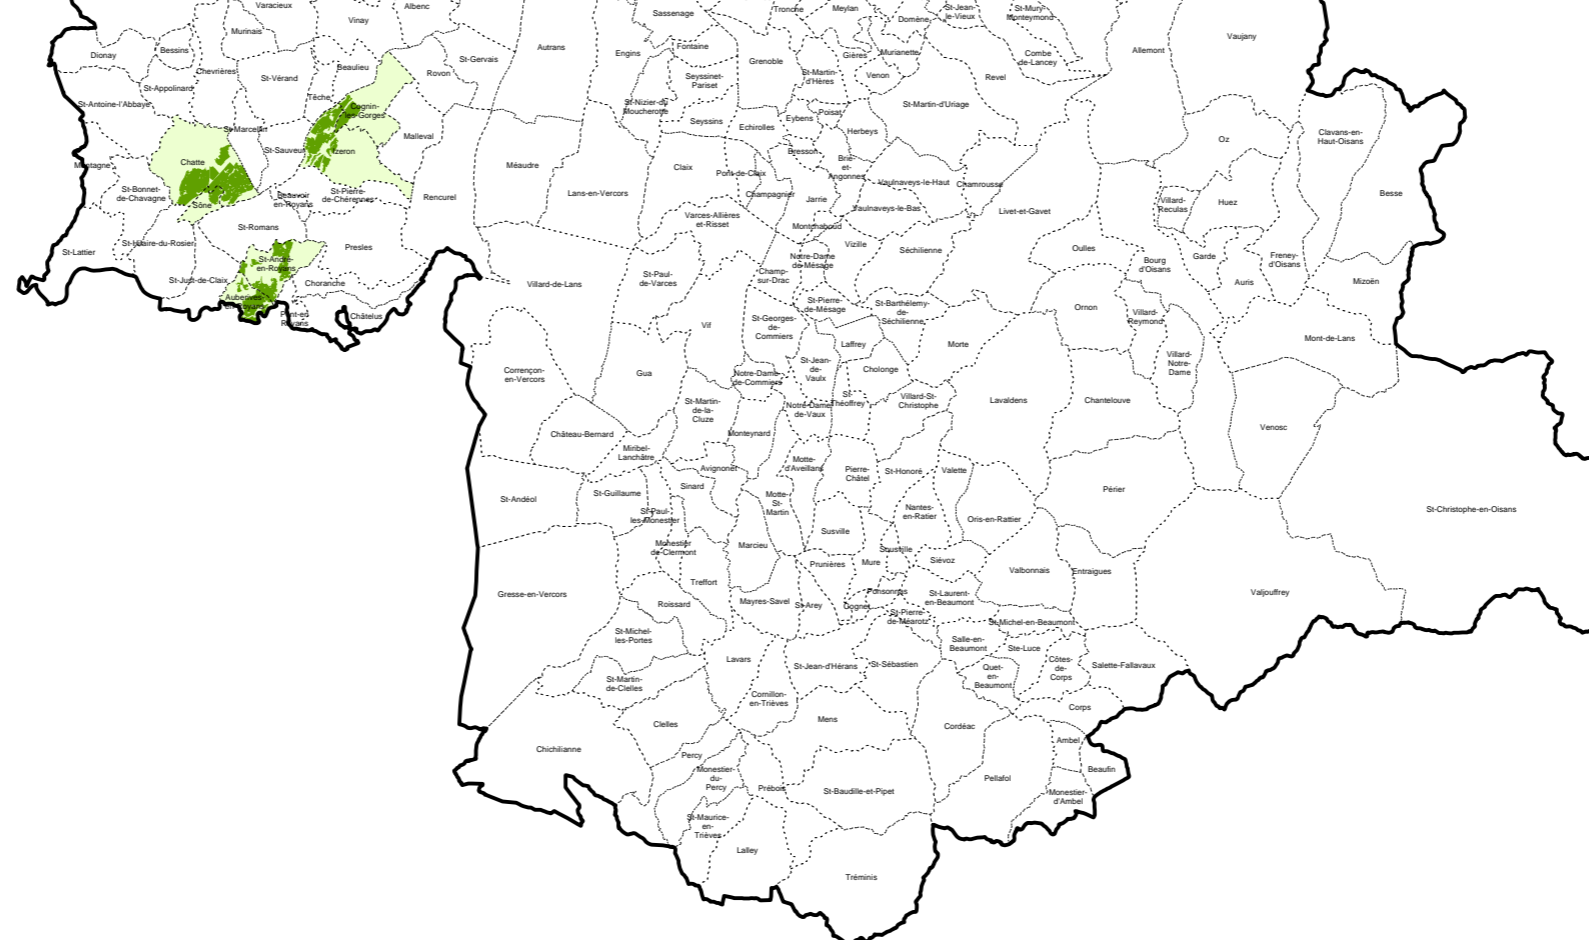 Varacieux
Albenc
Vinay
Murinais
Dionay
Bessins
Chevrières
St-Vérand
Beaulieu
Rovon
St-Gervais
Autrans
Engins
Sassenage
Fontaine
Tronche
Meylan
Domène
St-Jean-
le-Vieux
St-Mury-
Monteymond
Combe
de-Lancey
Allemont
Vaujany
St-Appolinard
St-Antoine-l'Abbaye
Têche
Cognin-
les-Gorges
St-Marcellin
Malleval
St-Sauveur
Izeron
Chatte
Montagne
St-Bonnet-
de-Chavagne
Sône
Beauvoir
en-Royans
St-Pierre-
de-Chérennes
Rencurel
St-Romans
Presles
St-Lattier
St-Hilaire-du-Rosier
St-Just-de-Claix
St-André-
en-Royans
Choranche
Auberives-
en-Royans
Pont-en
Royans
Châtelus
Méaudre
Lans-en-Vercors
Villard-de-Lans
Grenoble
Seyssinet-
Pariset
St-Nizier-du
Moucherotte
Seyssins
Echirolles
Gières
Murianette
St-Martin-
d'Hères
Venon
Revel
St-Martin-d'Uriage
Eybens
Poisat
Herbeys
Bresson
Brié-
et-
Angonnes
Claix
Pont-de-Claix
Champagnier
Jarrie
Vaulnaveys-le-Haut
Chamrousse
Vaulnaveys-le-Bas
Varces-Allières
et-Risset
Montchaboud
Vizille
Séchilienne
Livet-et-Gavet
Oz
Clavans-en-
Haut-Oisans
Besse
Villard-
Reculas
Huez
Oulles
Bourg
d'Oisans
Garde
Freney-
d'Oisans
Auris
Mizoën
St-Paul-
de-Varces
Champ-
sur-Drac
Notre-Dame
de-Mésage
St-Pierre-
de-Mésage
St-Barthélemy-
de-
Séchilienne
Ornon
Villard-
Reymond
Mont-de-Lans
Vif
St-Georges-
de-
Commiers
Laffrey
Morte
Villard-
Notre-
Dame
Corrençon-
en-Vercors
Gua
Notre-Dame-
de-Commiers
St-Jean-
de-
Vaulx
Cholonge
St-Martin-
de-la-
Cluze
Notre-Dame-
de-Vaux
St-
Théoffrey
Villard-St-
Christophe
Lavaldens
Chantelouve
Venosc
Château-Bernard
Monteynard
Miribel-
Lanchâtre
Avignonet
Motte-
d'Aveillans
Pierre-
Châtel
St-Honoré
Valette
Sinard
St-Andéol
St-Guillaume
Motte-
St-
Martin
Périer
St-Paul-
les-Monestier
Nantes-
en-Ratier
Oris-en-Rattier
St-Christophe-en-Oisans
Susville
Monestier
de-Clermont
Marcieu
Sousville
Siévoz
Prunières
Mure
Valbonnais
Entraigues
Treffort
Gresse-en-Vercors
Ponsonnas
St-Laurent-
en-Beaumont
Valjouffrey
Roissard
Mayres-Savel
St-Arey
Cognet
St-Pierre-
de-Méarotz
St-Michel-en-Beaumont
St-Michel-
les-Portes
Salle-en-
Beaumont
Ste-Luce
Lavars
St-Jean-d'Hérans
St-Sébastien
Côtes-
de-
Corps
Salette-Fallavaux
Quet-
en-
Beaumont
St-Martin-
de-Clelles
Cornillon-
en-Trièves
Corps
Clelles
Mens
Cordéac
Chichilianne
Percy
Ambel
Beaufin
Monestier-
du-
Percy
Prébois
St-Baudille-et-Pipet
Pellafol
Monestier-
d'Ambel
St-Maurice-
en-
Trièves
Lalley
Tréminis